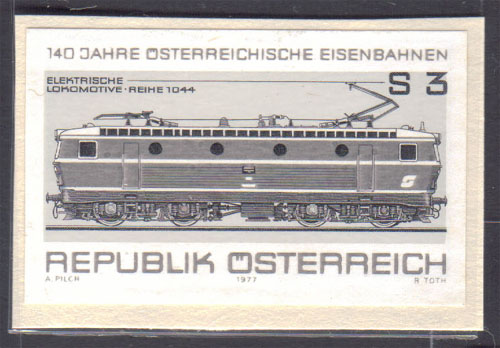 140 JAHRE ÖSTERREICHISCHE EISENBAHNEN
ELEKTRISCHE
LOKOMOTIVE · REIHE 1044
S 3
REPUBLIK ÖSTERREICH
A. PILCH 1977 R. TOTH